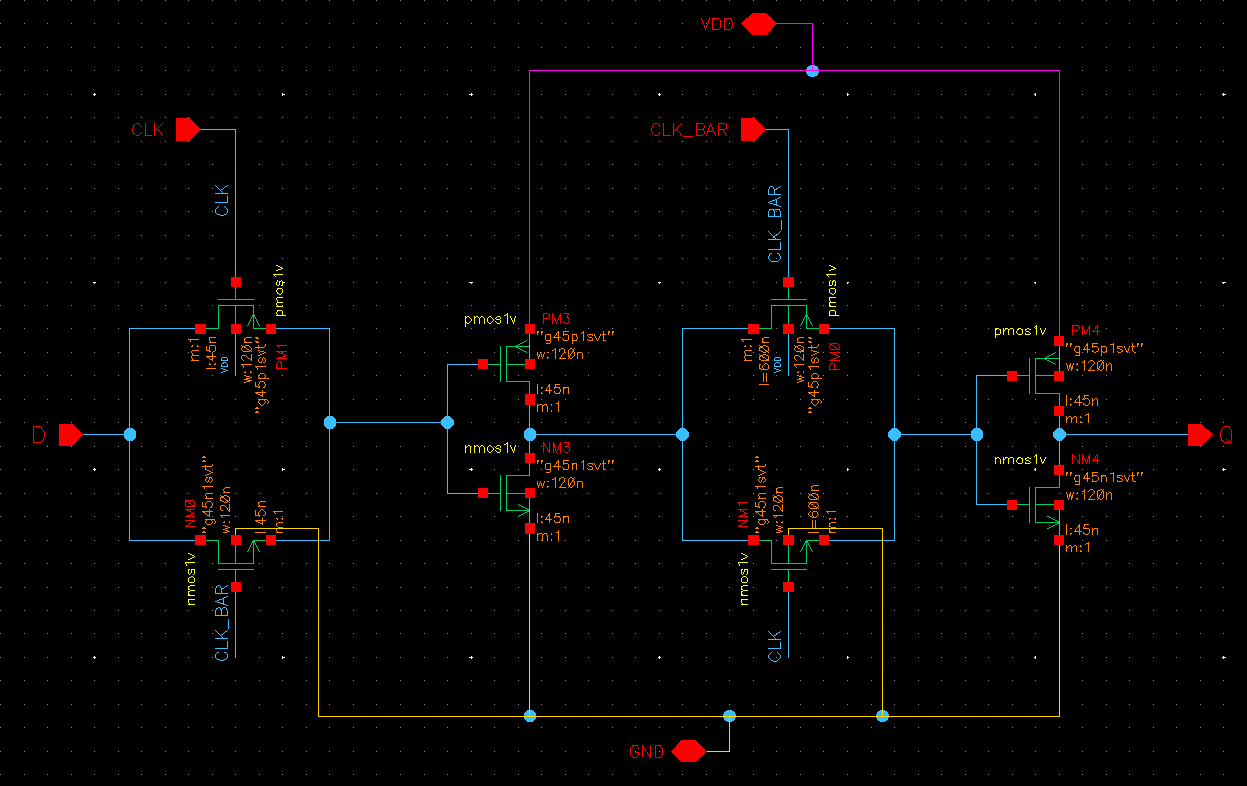 VDD
CLK
CLK_BAR
CLK
CLK_BAR
pmos1v
m:1
l:45n
VDD
w:120n
"g45p1svt"
PM1
pmos1v
PM3
"g45p1svt"
w:120n
l:45n
m:1
pmos1v
m:1
l=600n
VDD
w:120n
"g45p1svt"
PM0
pmos1v
PM4
"g45p1svt"
w:120n
l:45n
m:1
D
Q
nmos1v
NM3
"g45n1svt"
w:120n
l:45n
m:1
nmos1v
NM4
"g45n1svt"
w:120n
l:45n
m:1
NM0
"g45n1svt"
w:120n
l:45n
m:1
nmos1v
CLK_BAR
NM1
"g45n1svt"
w:120n
l=600n
m:1
nmos1v
CLK
GND